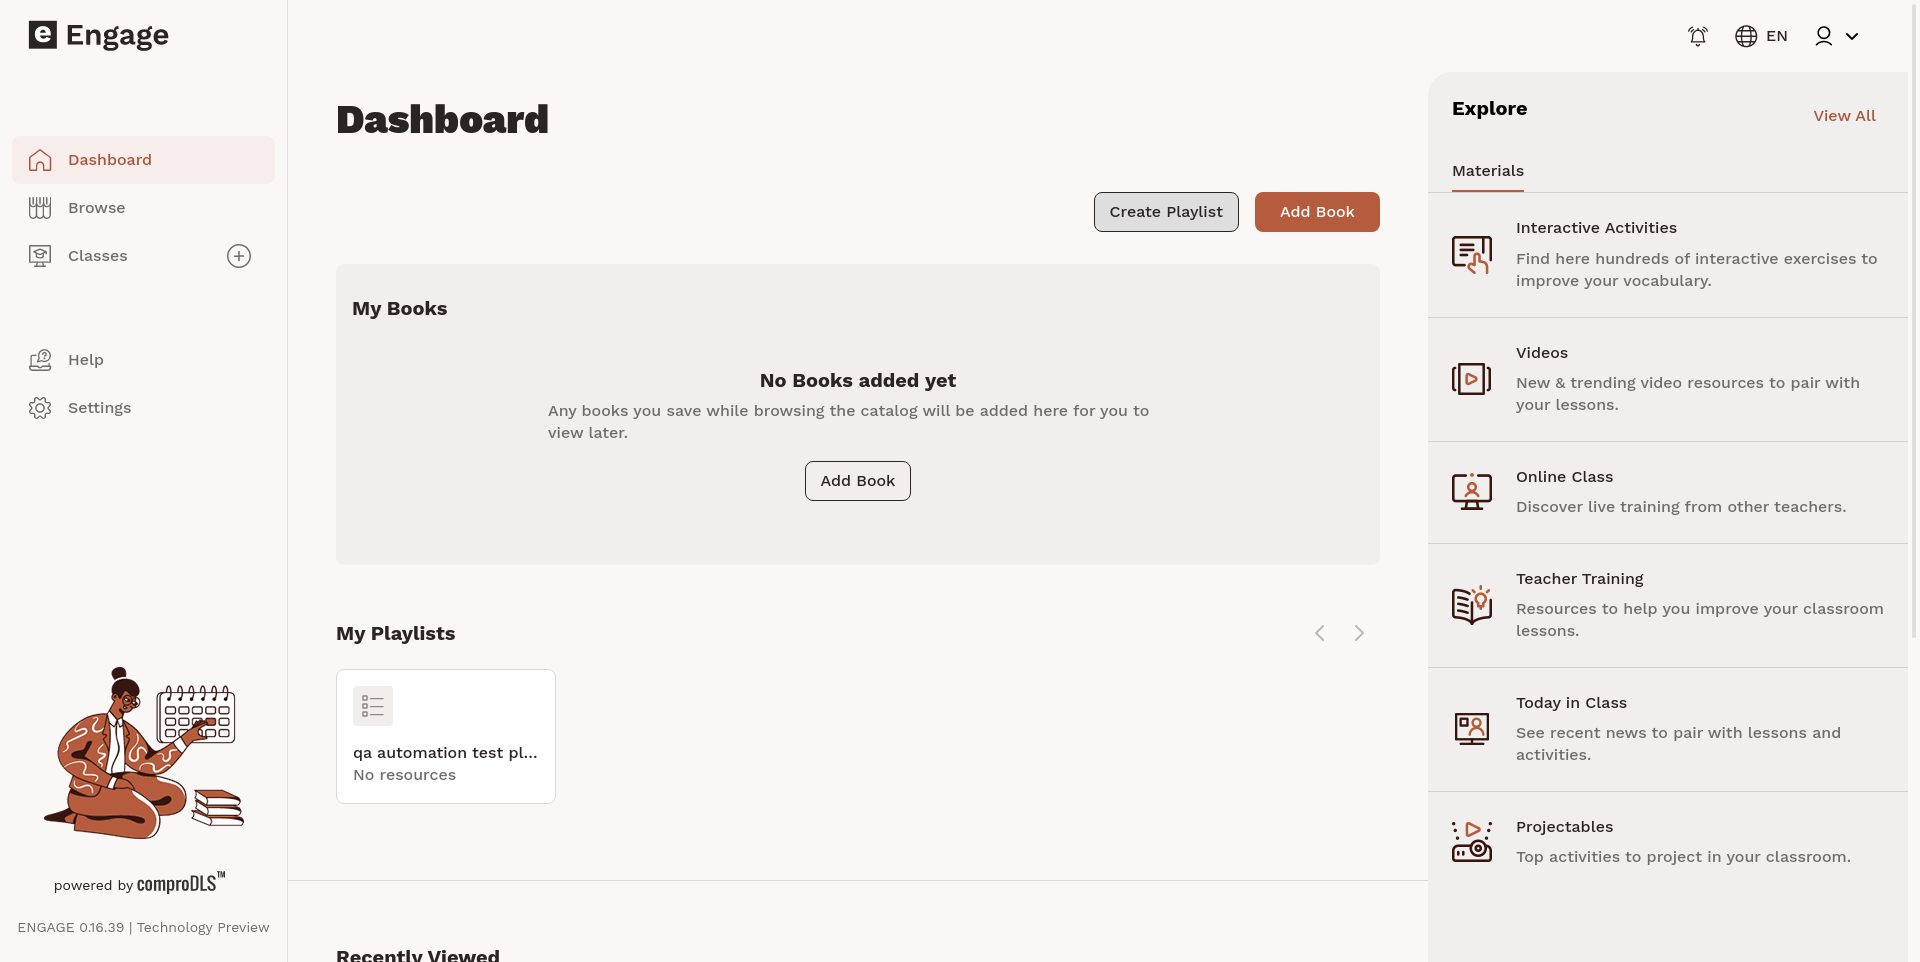 e Engage
EN
Dashboard
Browse
Classes
Help
Settings
powered by comproDLS™
ENGAGE 0.16.39 | Technology Preview
Dashboard
Create Playlist
Add Book
My Books
No Books added yet
Any books you save while browsing the catalog will be added here for you to
view later.
Add Book
My Playlists
qa automation test pl...
No resources
Recently Viewed
Explore
View All
Materials
Interactive Activities
Find here hundreds of interactive exercises to
improve your vocabulary.
Videos
New & trending video resources to pair with
your lessons.
Online Class
Discover live training from other teachers.
Teacher Training
Resources to help you improve your classroom
lessons.
Today in Class
See recent news to pair with lessons and
activities.
Projectables
Top activities to project in your classroom.